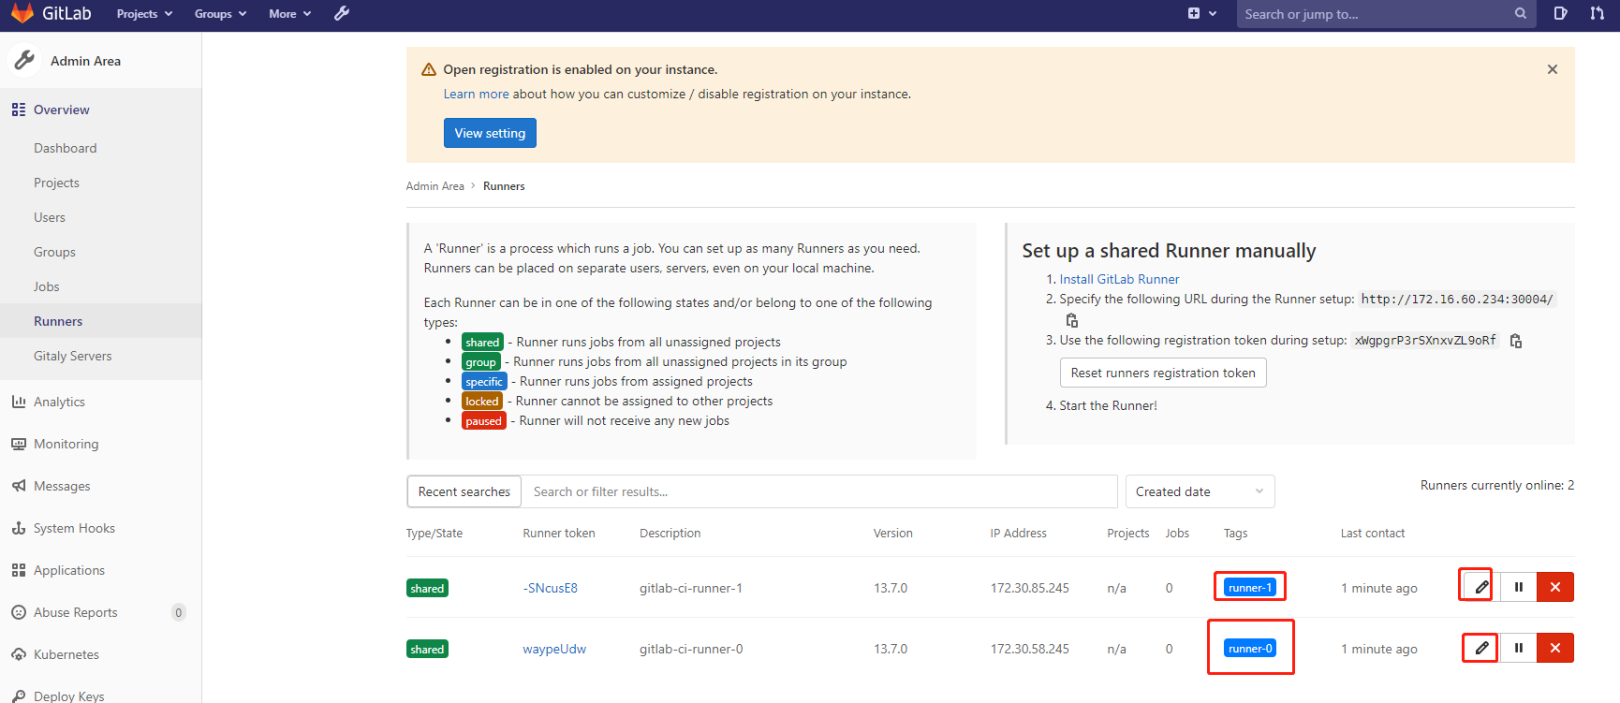 GitLab Projects Groups More Search or jump to...
Admin Area
Overview
Dashboard
Projects
Users
Groups
Jobs
Runners
Gitaly Servers
Analytics
Monitoring
Messages
System Hooks
Applications
Abuse Reports 0
Kubernetes
Deploy Keys
Open registration is enabled on your instance.
Learn more about how you can customize / disable registration on your instance.
View setting
Admin Area > Runners
A 'Runner' is a process which runs a job. You can set up as many Runners as you need.
Runners can be placed on separate users, servers, even on your local machine.
Each Runner can be in one of the following states and/or belong to one of the following
types:
• shared - Runner runs jobs from all unassigned projects
• group - Runner runs jobs from all unassigned projects in its group
• specific - Runner runs jobs from assigned projects
• locked - Runner cannot be assigned to other projects
• paused - Runner will not receive any new jobs
Set up a shared Runner manually
1. Install GitLab Runner
2. Specify the following URL during the Runner setup: http://172.16.60.234:30004/
3. Use the following registration token during setup: xWgpgrP3rSXnxvZL9oRf
Reset runners registration token
4. Start the Runner!
Recent searches Search or filter results... Created date Runners currently online: 2
Type/State Runner token Description Version IP Address Projects Jobs Tags Last contact
shared -SNcusE8 gitlab-ci-runner-1 13.7.0 172.30.85.245 n/a 0 runner-1 1 minute ago
shared waypeUdw gitlab-ci-runner-0 13.7.0 172.30.58.245 n/a 0 runner-0 1 minute ago